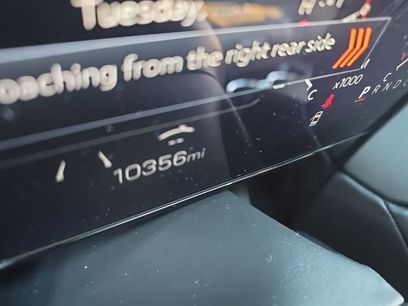 Tuesday
oaching from the right rear side
C
x1000
P R N D
10356mi